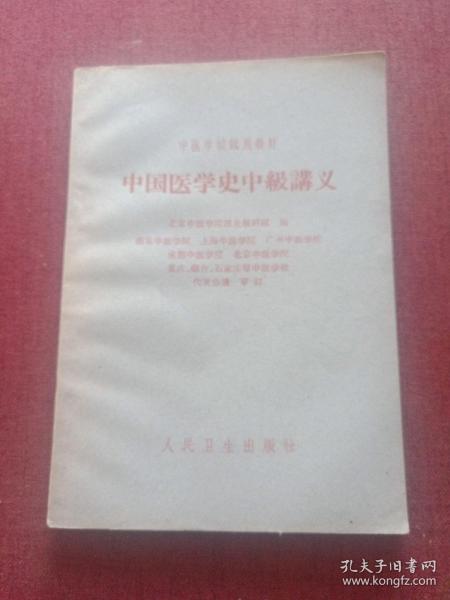 中医学校试用教材
中国医学史中級講义
北京中医学院医史教研組 編
南京中医学院 上海中医学院 广州中医学院
成都中医学院 北京中医学院
重庆、烟台、石家庄等中医学校
代表会議 审訂
人民卫生出版社
孔夫子旧书网
www.kongfz.com